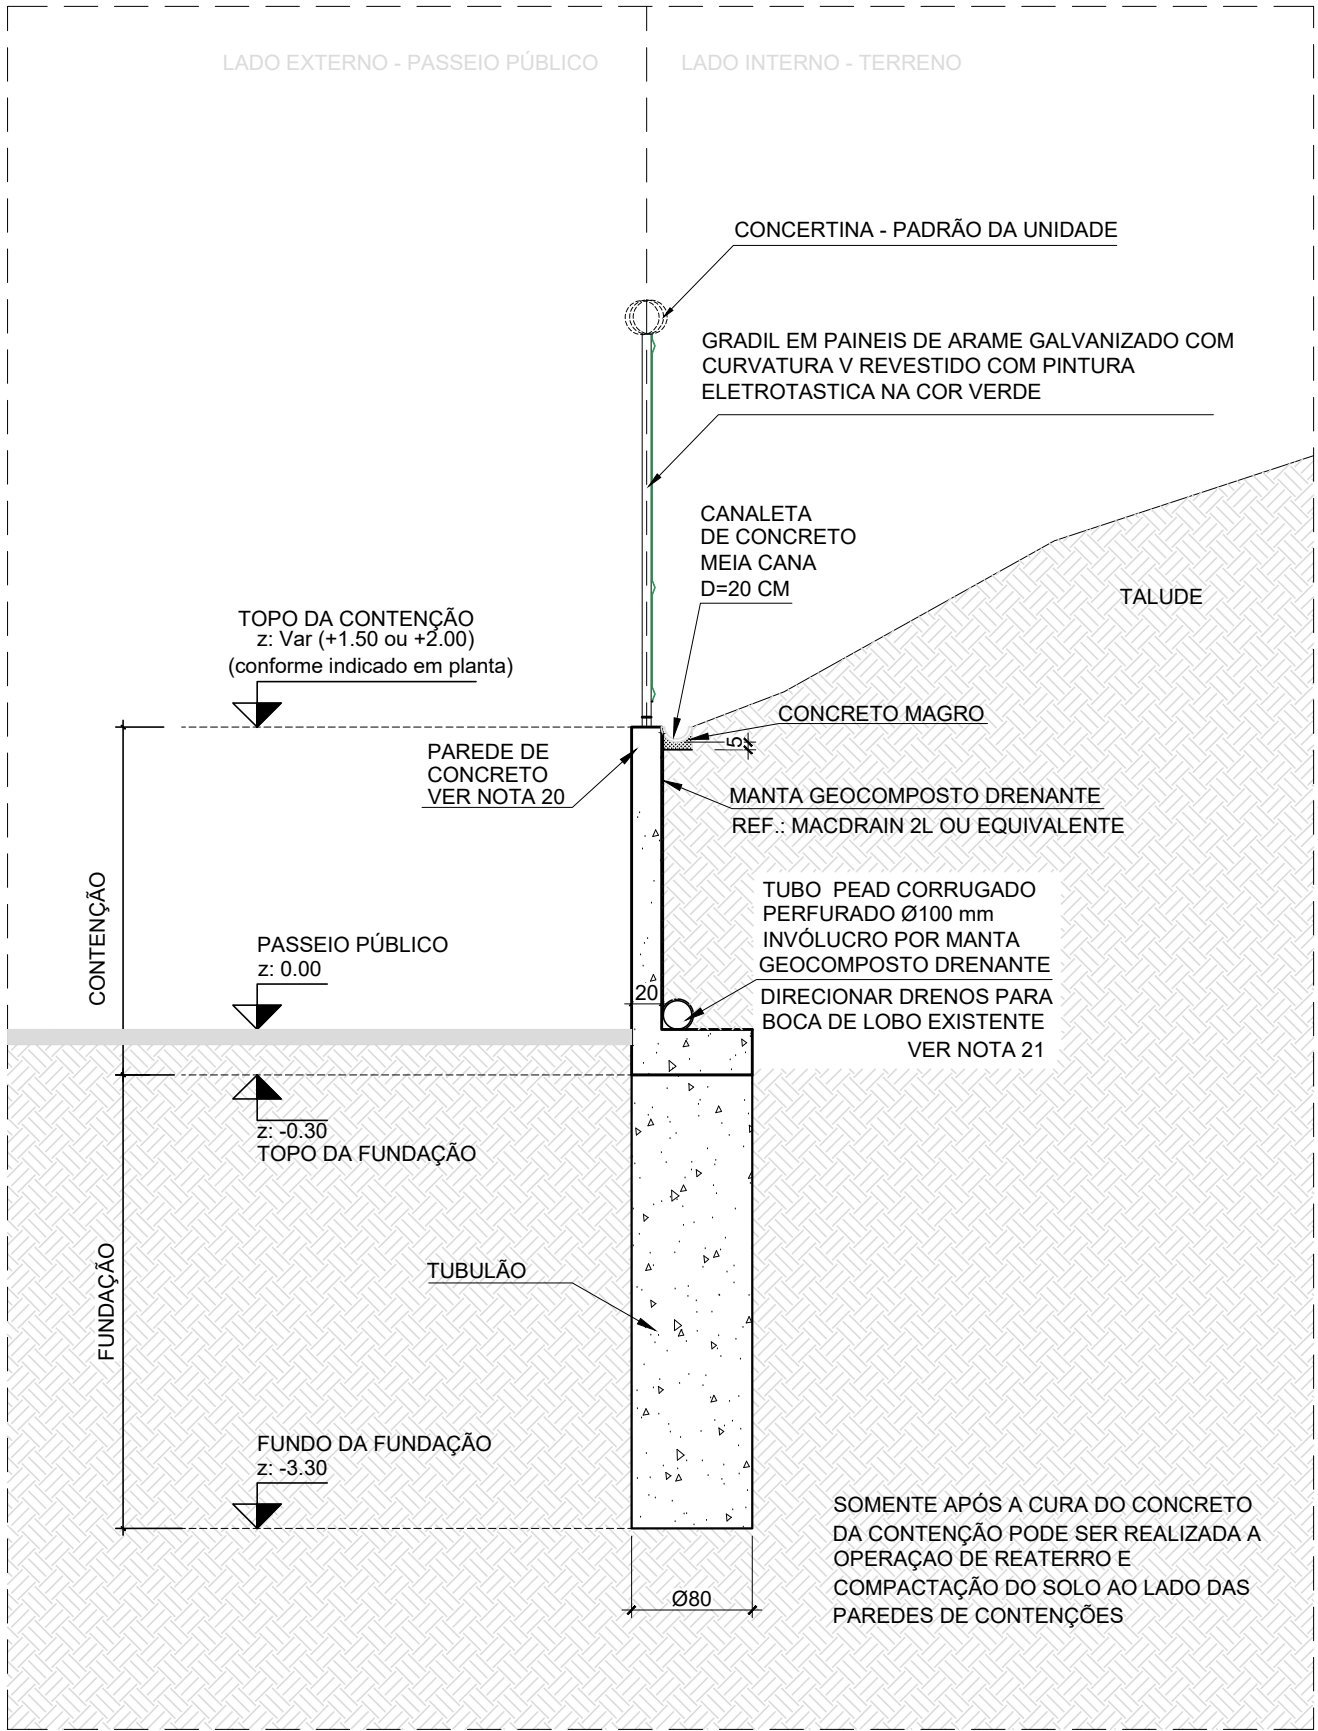 LADO EXTERNO - PASSEIO PÚBLICO
LADO INTERNO - TERRENO
CONCERTINA - PADRÃO DA UNIDADE
GRADIL EM PAINEIS DE ARAME GALVANIZADO COM
CURVATURA V REVESTIDO COM PINTURA
ELETROTASTICA NA COR VERDE
CANALETA
DE CONCRETO
MEIA CANA
D=20 CM
TALUDE
TOPO DA CONTENÇÃO
z: Var (+1.50 ou +2.00)
(conforme indicado em planta)
CONCRETO MAGRO
5
PAREDE DE
CONCRETO
VER NOTA 20
MANTA GEOCOMPOSTO DRENANTE
REF.: MACDRAIN 2L OU EQUIVALENTE
CONTENÇÃO
TUBO PEAD CORRUGADO
PERFURADO Ø100 mm
INVÓLUCRO POR MANTA
GEOCOMPOSTO DRENANTE
DIRECIONAR DRENOS PARA
BOCA DE LOBO EXISTENTE
VER NOTA 21
PASSEIO PÚBLICO
z: 0.00
20
z: -0.30
TOPO DA FUNDAÇÃO
FUNDAÇÃO
TUBULÃO
FUNDO DA FUNDAÇÃO
z: -3.30
Ø80
SOMENTE APÓS A CURA DO CONCRETO
DA CONTENÇÃO PODE SER REALIZADA A
OPERAÇAO DE REATERRO E
COMPACTAÇÃO DO SOLO AO LADO DAS
PAREDES DE CONTENÇÕES